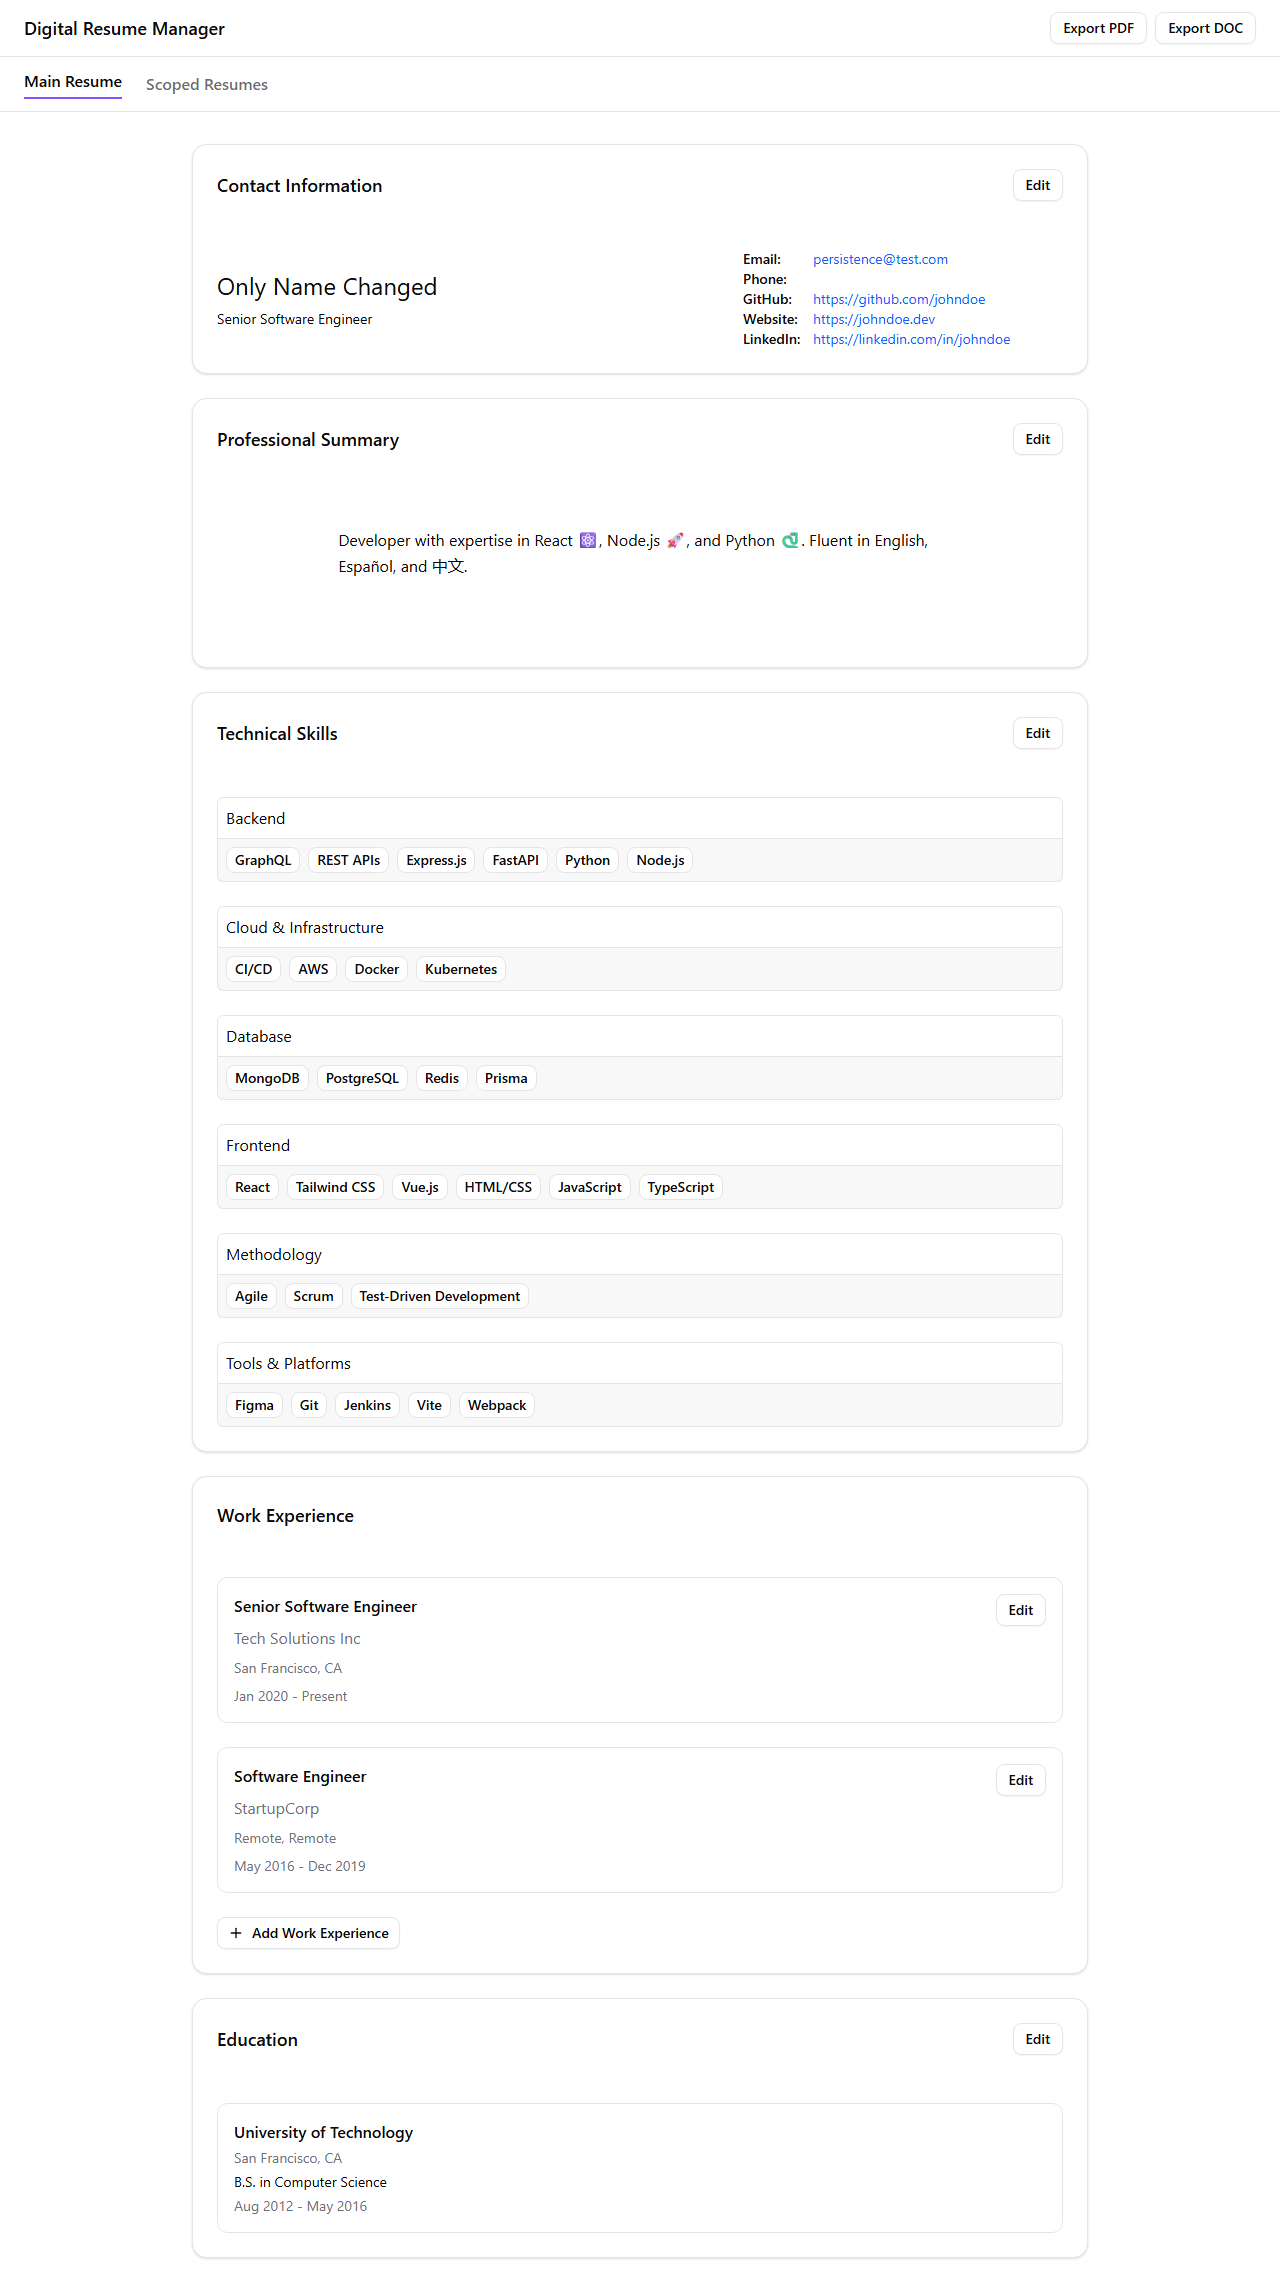 Digital Resume Manager
Export PDF
Export DOC
Main Resume
Scoped Resumes
Contact Information
Edit
Only Name Changed
Senior Software Engineer
Email: persistence@test.com
Phone:
GitHub: https://github.com/johndoe
Website: https://johndoe.dev
LinkedIn: https://linkedin.com/in/johndoe
Professional Summary
Edit
Developer with expertise in React ⚛️, Node.js 🚀, and Python 🐍. Fluent in English,
Español, and 中文.
Technical Skills
Edit
Backend
GraphQL REST APIs Express.js FastAPI Python Node.js
Cloud & Infrastructure
CI/CD AWS Docker Kubernetes
Database
MongoDB PostgreSQL Redis Prisma
Frontend
React Tailwind CSS Vue.js HTML/CSS JavaScript TypeScript
Methodology
Agile Scrum Test-Driven Development
Tools & Platforms
Figma Git Jenkins Vite Webpack
Work Experience
Senior Software Engineer
Edit
Tech Solutions Inc
San Francisco, CA
Jan 2020 - Present
Software Engineer
Edit
StartupCorp
Remote, Remote
May 2016 - Dec 2019
+ Add Work Experience
Education
Edit
University of Technology
San Francisco, CA
B.S. in Computer Science
Aug 2012 - May 2016